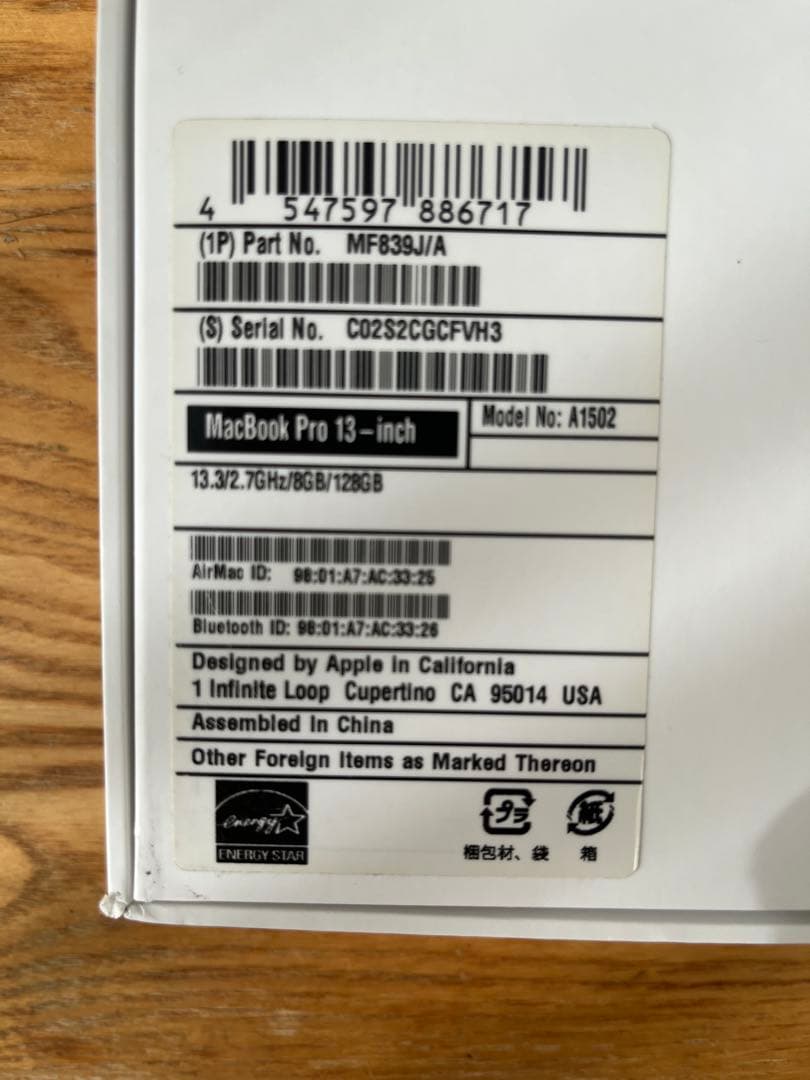 4 547597 886717
(1P) Part No. MF839J/A
(S) Serial No. C02S2CGCFVH3
MacBook Pro 13-inch
Model No: A1502
13.3/2.7GHz/8GB/128GB
AirMac ID: 98:01:A7:AC:33:25
Bluetooth ID: 98:01:A7:AC:33:26
Designed by Apple in California
1 Infinite Loop Cupertino CA 95014 USA
Assembled in China
Other Foreign Items as Marked Thereon
energy
ENERGY STAR
プラ
紙
梱包材、袋
箱